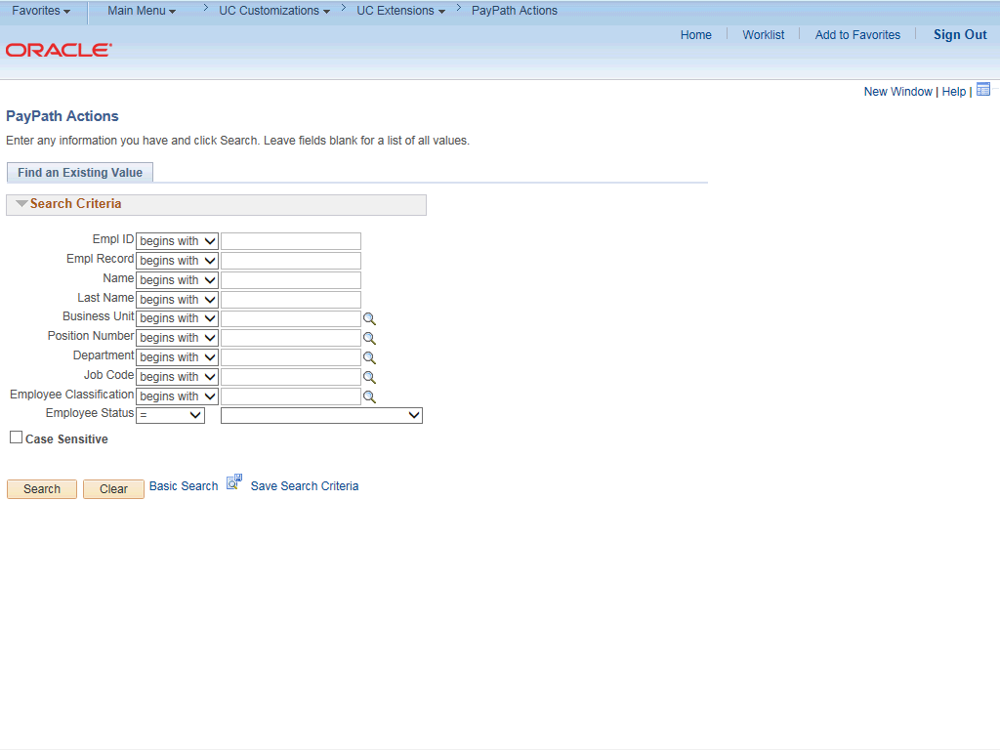 Favorites Main Menu > UC Customizations > UC Extensions > PayPath Actions
Home Worklist Add to Favorites Sign Out
ORACLE
New Window | Help |
PayPath Actions
Enter any information you have and click Search. Leave fields blank for a list of all values.
Find an Existing Value
Search Criteria
Empl ID begins with
Empl Record begins with
Name begins with
Last Name begins with
Business Unit begins with
Position Number begins with
Department begins with
Job Code begins with
Employee Classification begins with
Employee Status =
Case Sensitive
Search Clear Basic Search Save Search Criteria